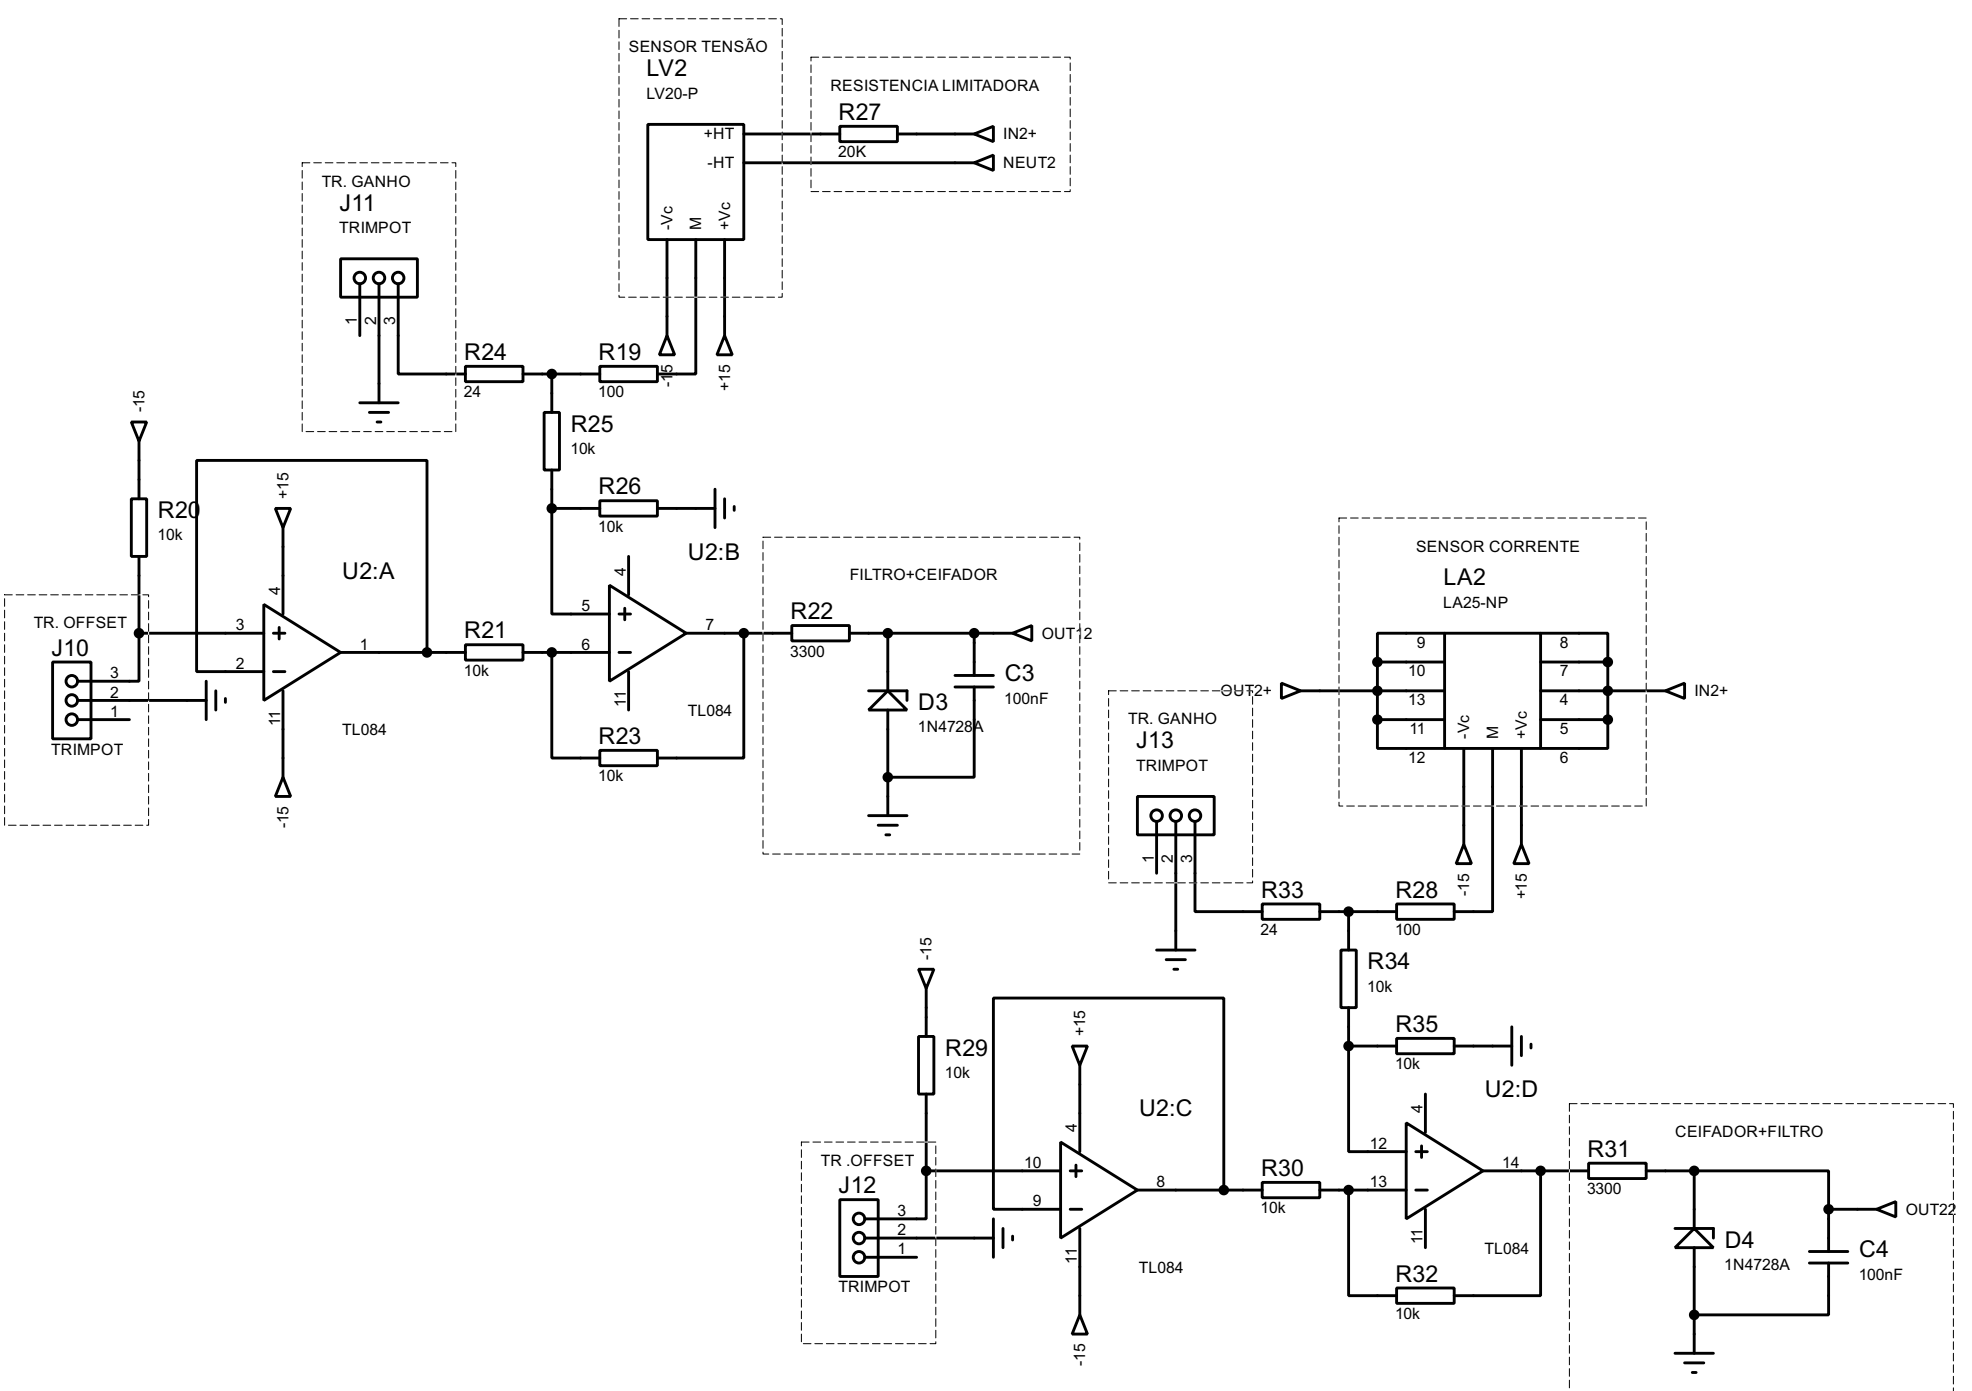 SENSOR TENSÃO
LV2
LV20-P
+HT
-HT
-Vc
M
+Vc
-15
+15
RESISTENCIA LIMITADORA
R27
20K
IN2+
NEUT2
TR. GANHO
J11
TRIMPOT
1
2
3
R24
24
R19
100
R25
10k
R26
10k
-15
R20
10k
+15
U2:A
4
3
2
1
11
TL084
-15
TR. OFFSET
J10
3
2
1
TRIMPOT
R21
10k
U2:B
4
5
6
7
11
TL084
R23
10k
FILTRO+CEIFADOR
R22
3300
OUT12
D3
1N4728A
C3
100nF
SENSOR CORRENTE
LA2
LA25-NP
9
10
13
11
12
8
7
4
5
6
-Vc
M
+Vc
OUT2+
IN2+
-15
+15
TR. GANHO
J13
TRIMPOT
1
2
3
R33
24
R28
100
R34
10k
R35
10k
-15
R29
10k
+15
U2:C
4
10
9
8
11
TL084
-15
TR .OFFSET
J12
3
2
1
TRIMPOT
R30
10k
U2:D
4
12
13
14
11
TL084
R32
10k
CEIFADOR+FILTRO
R31
3300
OUT22
D4
1N4728A
C4
100nF